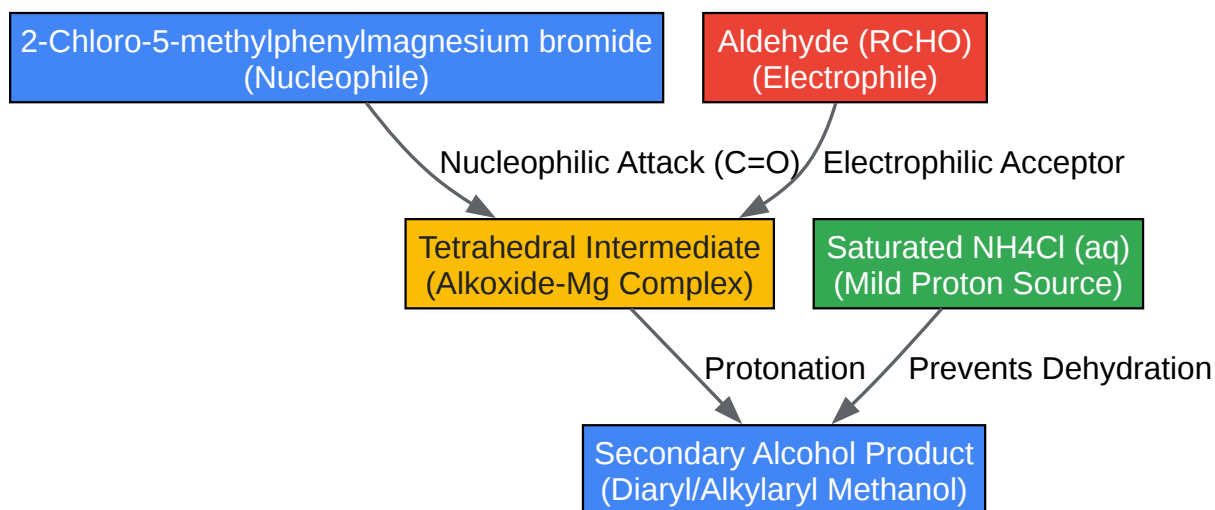 2-Chloro-5-methylphenylmagnesium bromide
(Nucleophile)
Aldehyde (RCHO)
(Electrophile)
Nucleophilic Attack (C=O)
Electrophilic Acceptor
Tetrahedral Intermediate
(Alkoxide-Mg Complex)
Saturated NH4Cl (aq)
(Mild Proton Source)
Protonation
Prevents Dehydration
Secondary Alcohol Product
(Diaryl/Alkylaryl Methanol)